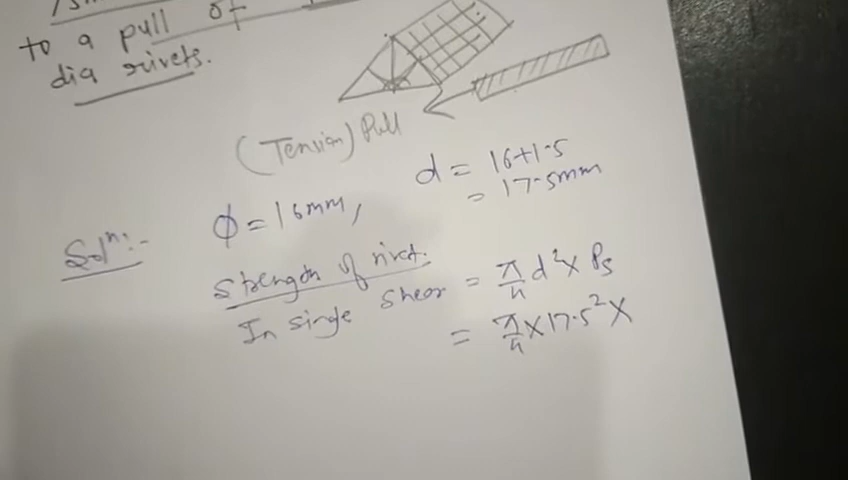 to a pull of
dia rivets.
(Tension) Pull
Solⁿ:- ϕ = 16mm, d = 16+1.5
= 17.5mm
Strength of rivet.
In single shear = π/4 d² × Ps
= π/4 × 17.5² ×